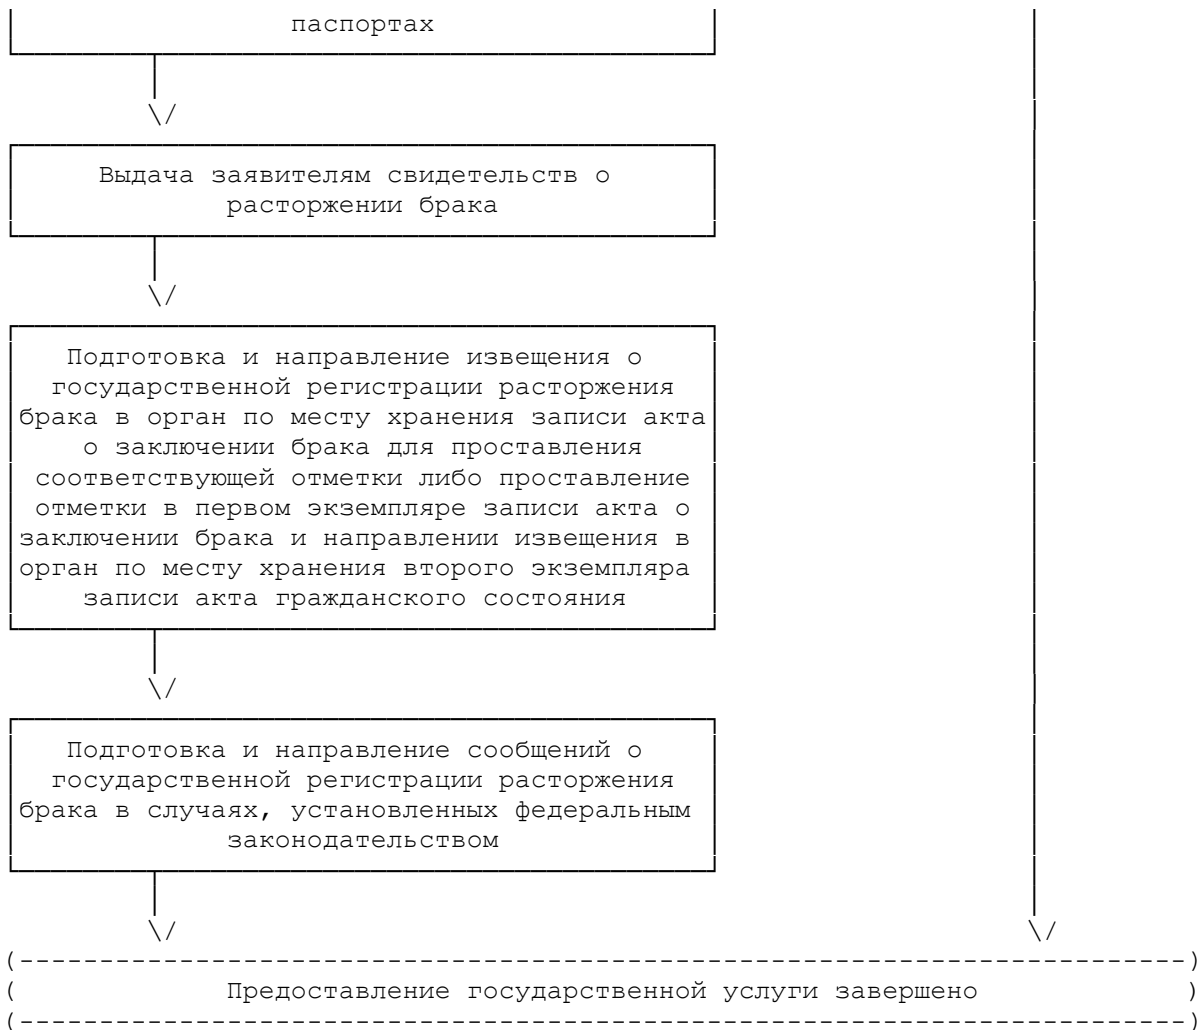 паспортах
Выдача заявителям свидетельств о
расторжении брака
Подготовка и направление извещения о
государственной регистрации расторжения
брака в орган по месту хранения записи акта
о заключении брака для проставления
соответствующей отметки либо проставление
отметки в первом экземпляре записи акта о
заключении брака и направлении извещения в
орган по месту хранения второго экземпляра
записи акта гражданского состояния
Подготовка и направление сообщений о
государственной регистрации расторжения
брака в случаях, установленных федеральным
законодательством
Предоставление государственной услуги завершено